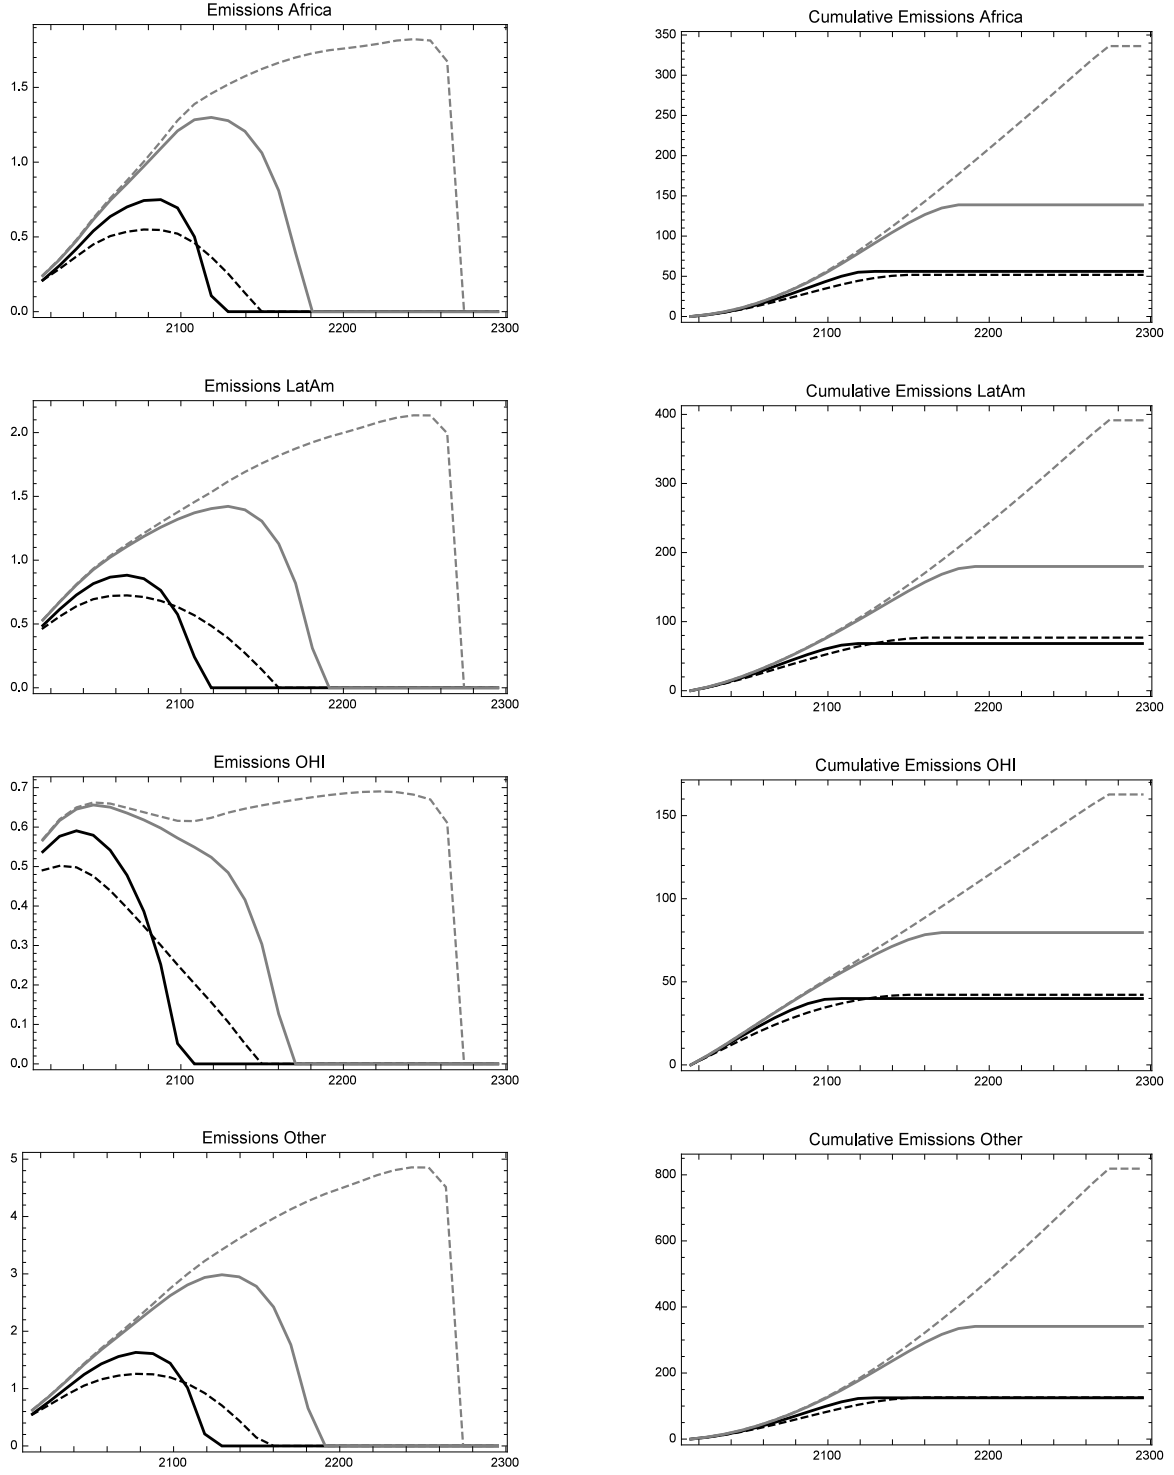 Emissions Africa
1.5
1.0
0.5
0.0
2100 2200 2300
Cumulative Emissions Africa
350
300
250
200
150
100
50
0
2100 2200 2300
Emissions LatAm
2.0
1.5
1.0
0.5
0.0
2100 2200 2300
Cumulative Emissions LatAm
400
300
200
100
0
2100 2200 2300
Emissions OHI
0.7
0.6
0.5
0.4
0.3
0.2
0.1
0.0
2100 2200 2300
Cumulative Emissions OHI
150
100
50
0
2100 2200 2300
Emissions Other
5
4
3
2
1
0
2100 2200 2300
Cumulative Emissions Other
800
600
400
200
0
2100 2200 2300